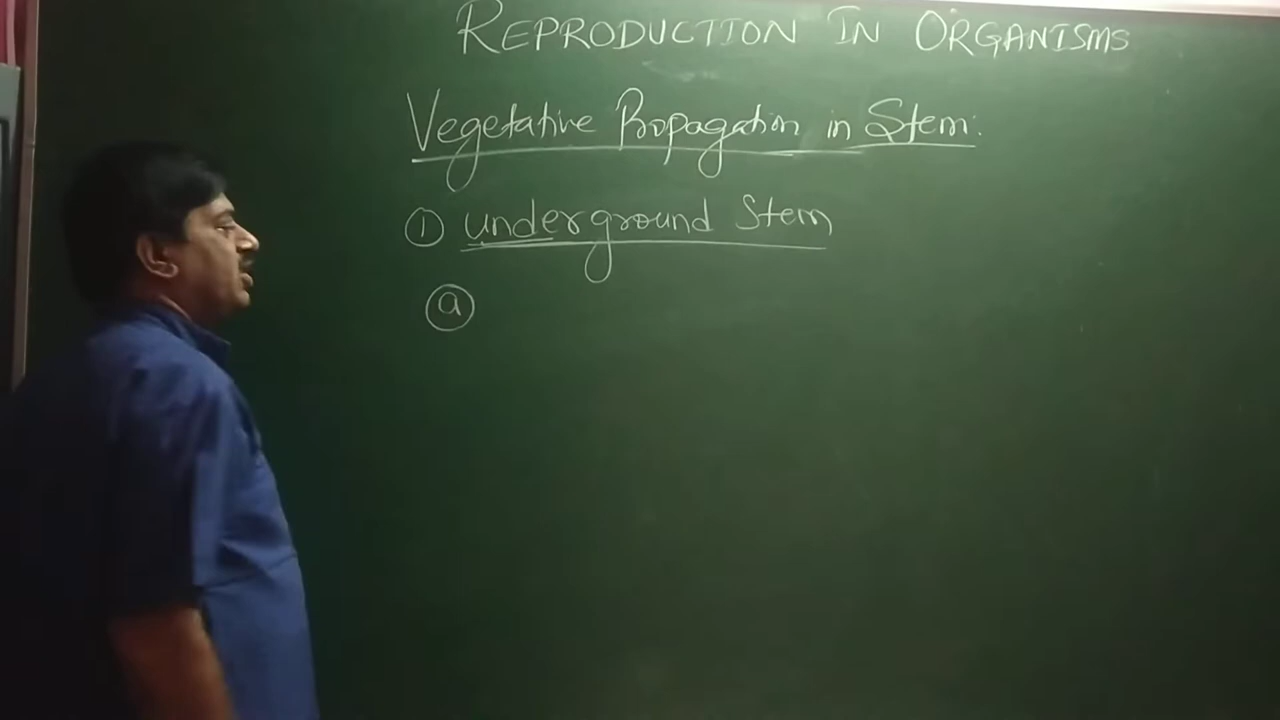 REPRODUCTION IN ORGANISMS
Vegetative Propagation in Stem:
① underground Stem
ⓐ